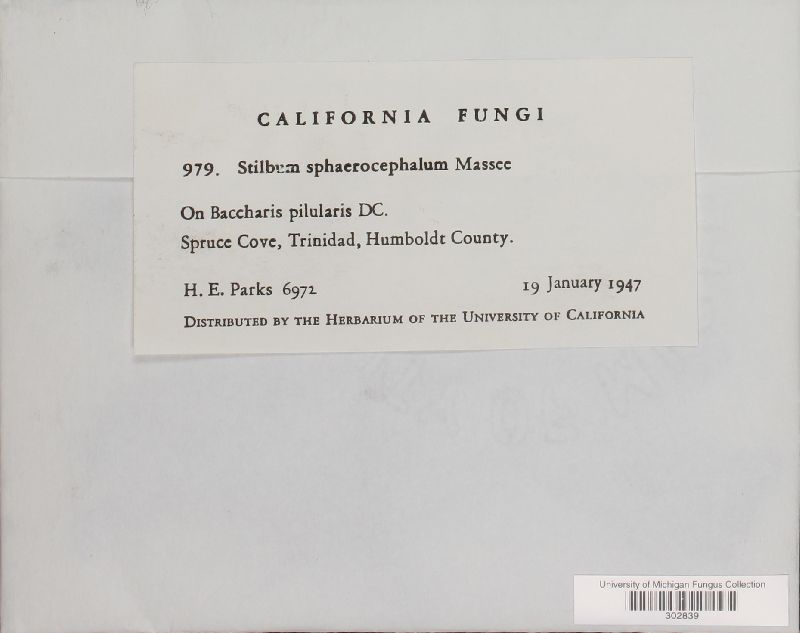 CALIFORNIA FUNGI
979. Stilbum sphaerocephalum Massee
On Baccharis pilularis DC.
Spruce Cove, Trinidad, Humboldt County.
H. E. Parks 6972 19 January 1947
DISTRIBUTED BY THE HERBARIUM OF THE UNIVERSITY OF CALIFORNIA
University of Michigan Fungus Collection
302839